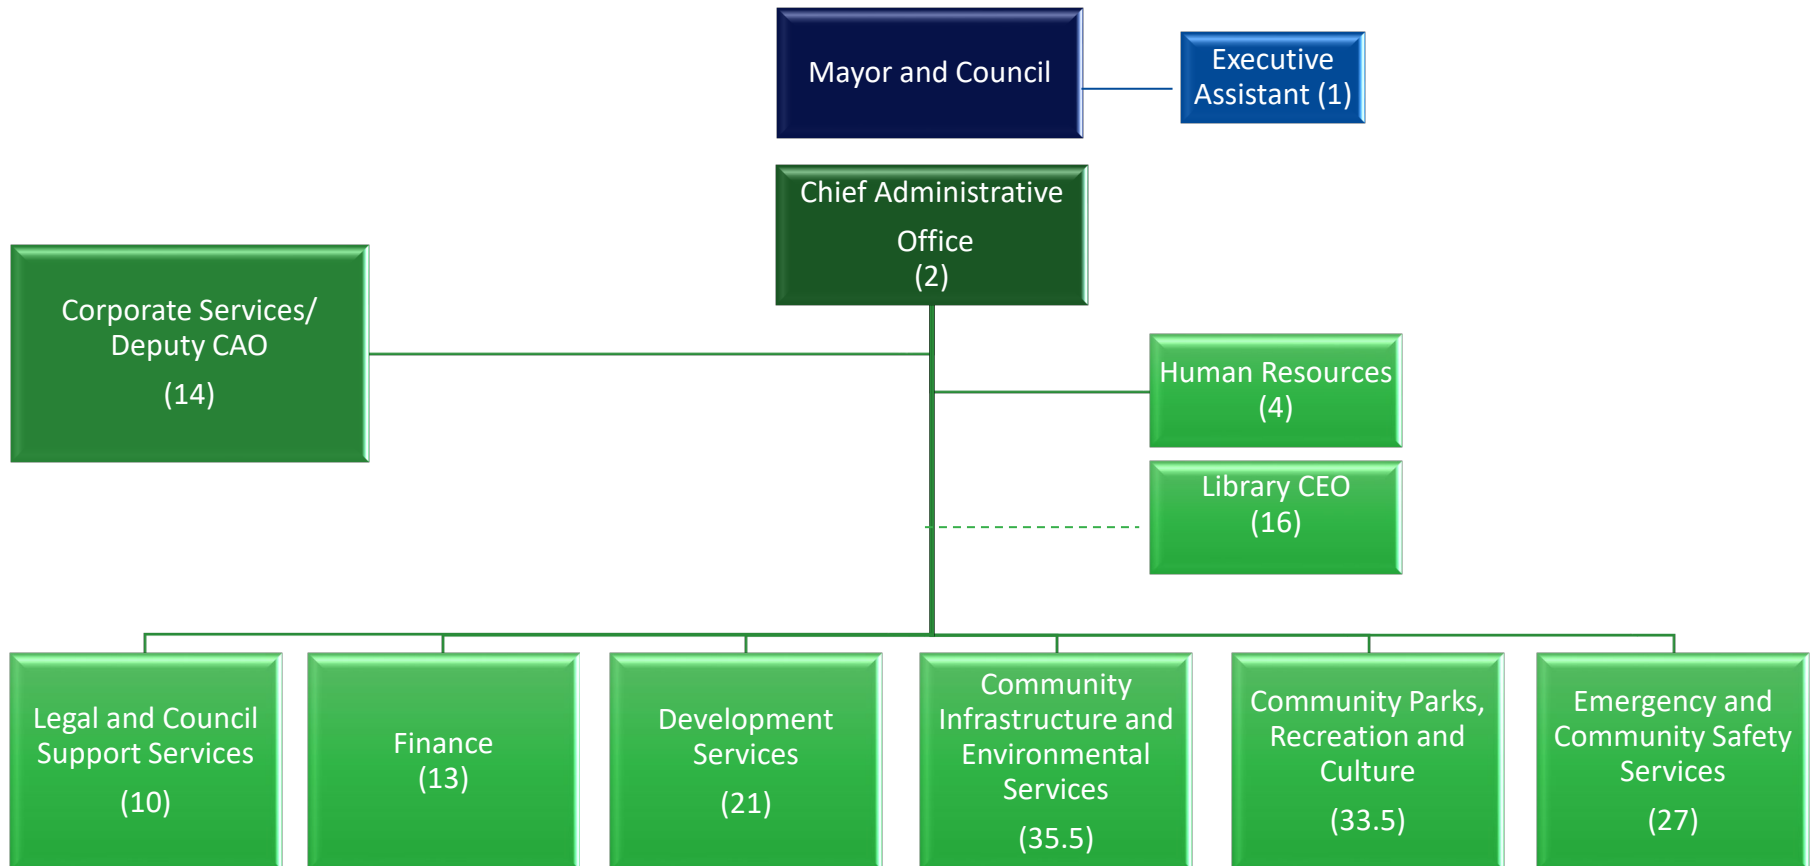 Mayor and Council
Executive
Assistant (1)
Chief Administrative
Office
(2)
Corporate Services/
Deputy CAO
(14)
Human Resources
(4)
Library CEO
(16)
Legal and Council
Support Services
(10)
Finance
(13)
Development
Services
(21)
Community
Infrastructure and
Environmental
Services
(35.5)
Community Parks,
Recreation and
Culture
(33.5)
Emergency and
Community Safety
Services
(27)